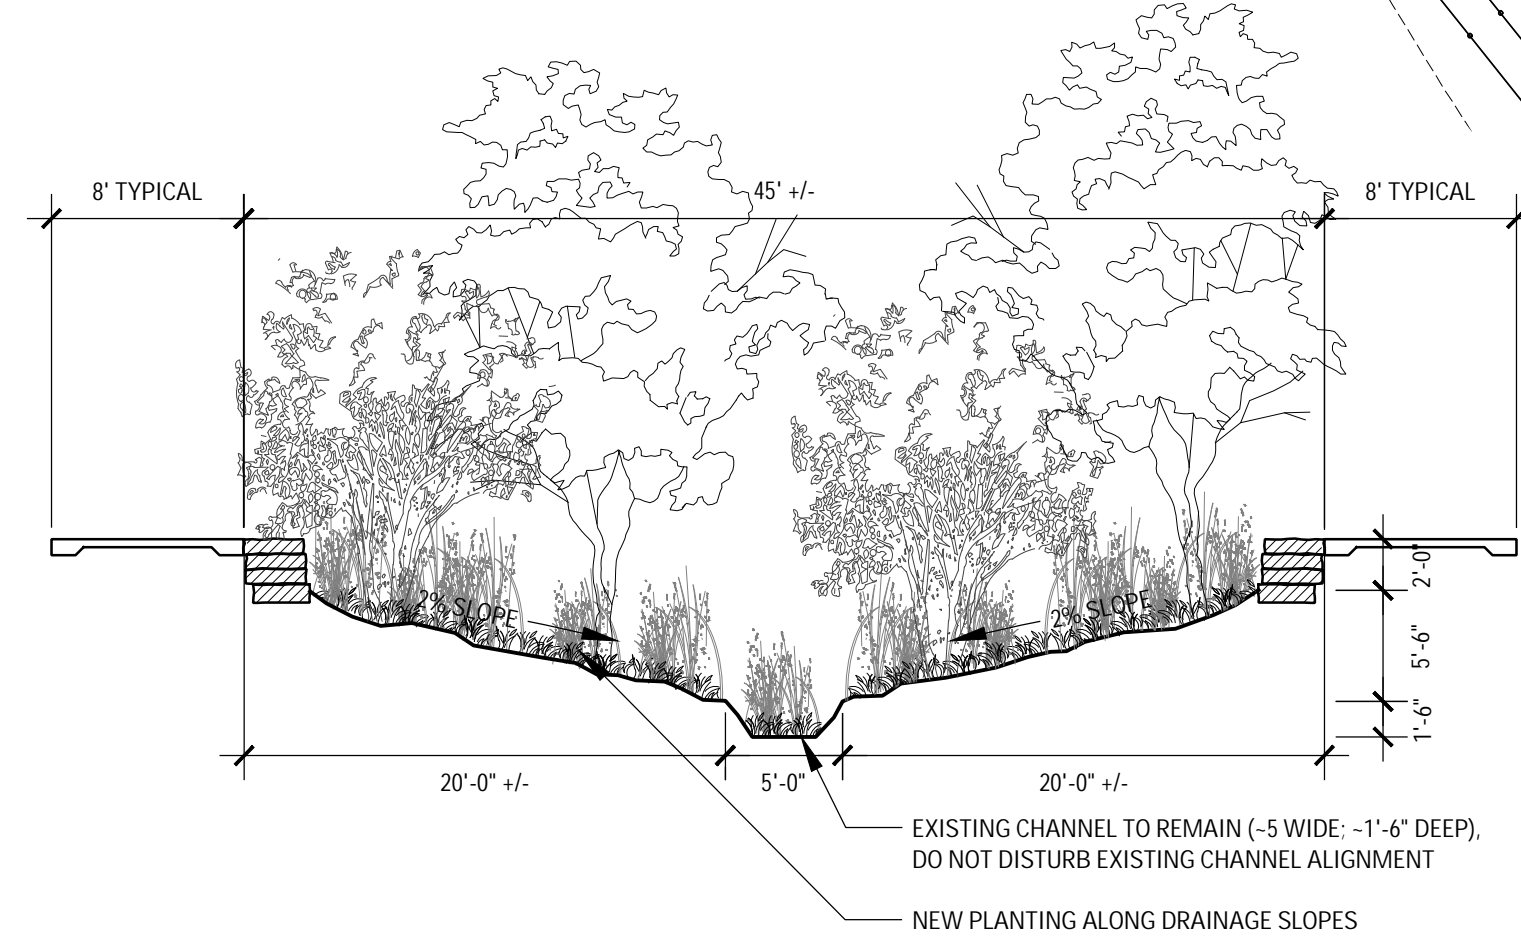 8' TYPICAL
45' +/-
8' TYPICAL
2% SLOPE
2% SLOPE
2'-0"
5'-6"
1'-6"
20'-0" +/-
5'-0"
20'-0" +/-
EXISTING CHANNEL TO REMAIN (~5 WIDE; ~1'-6" DEEP),
DO NOT DISTURB EXISTING CHANNEL ALIGNMENT
NEW PLANTING ALONG DRAINAGE SLOPES